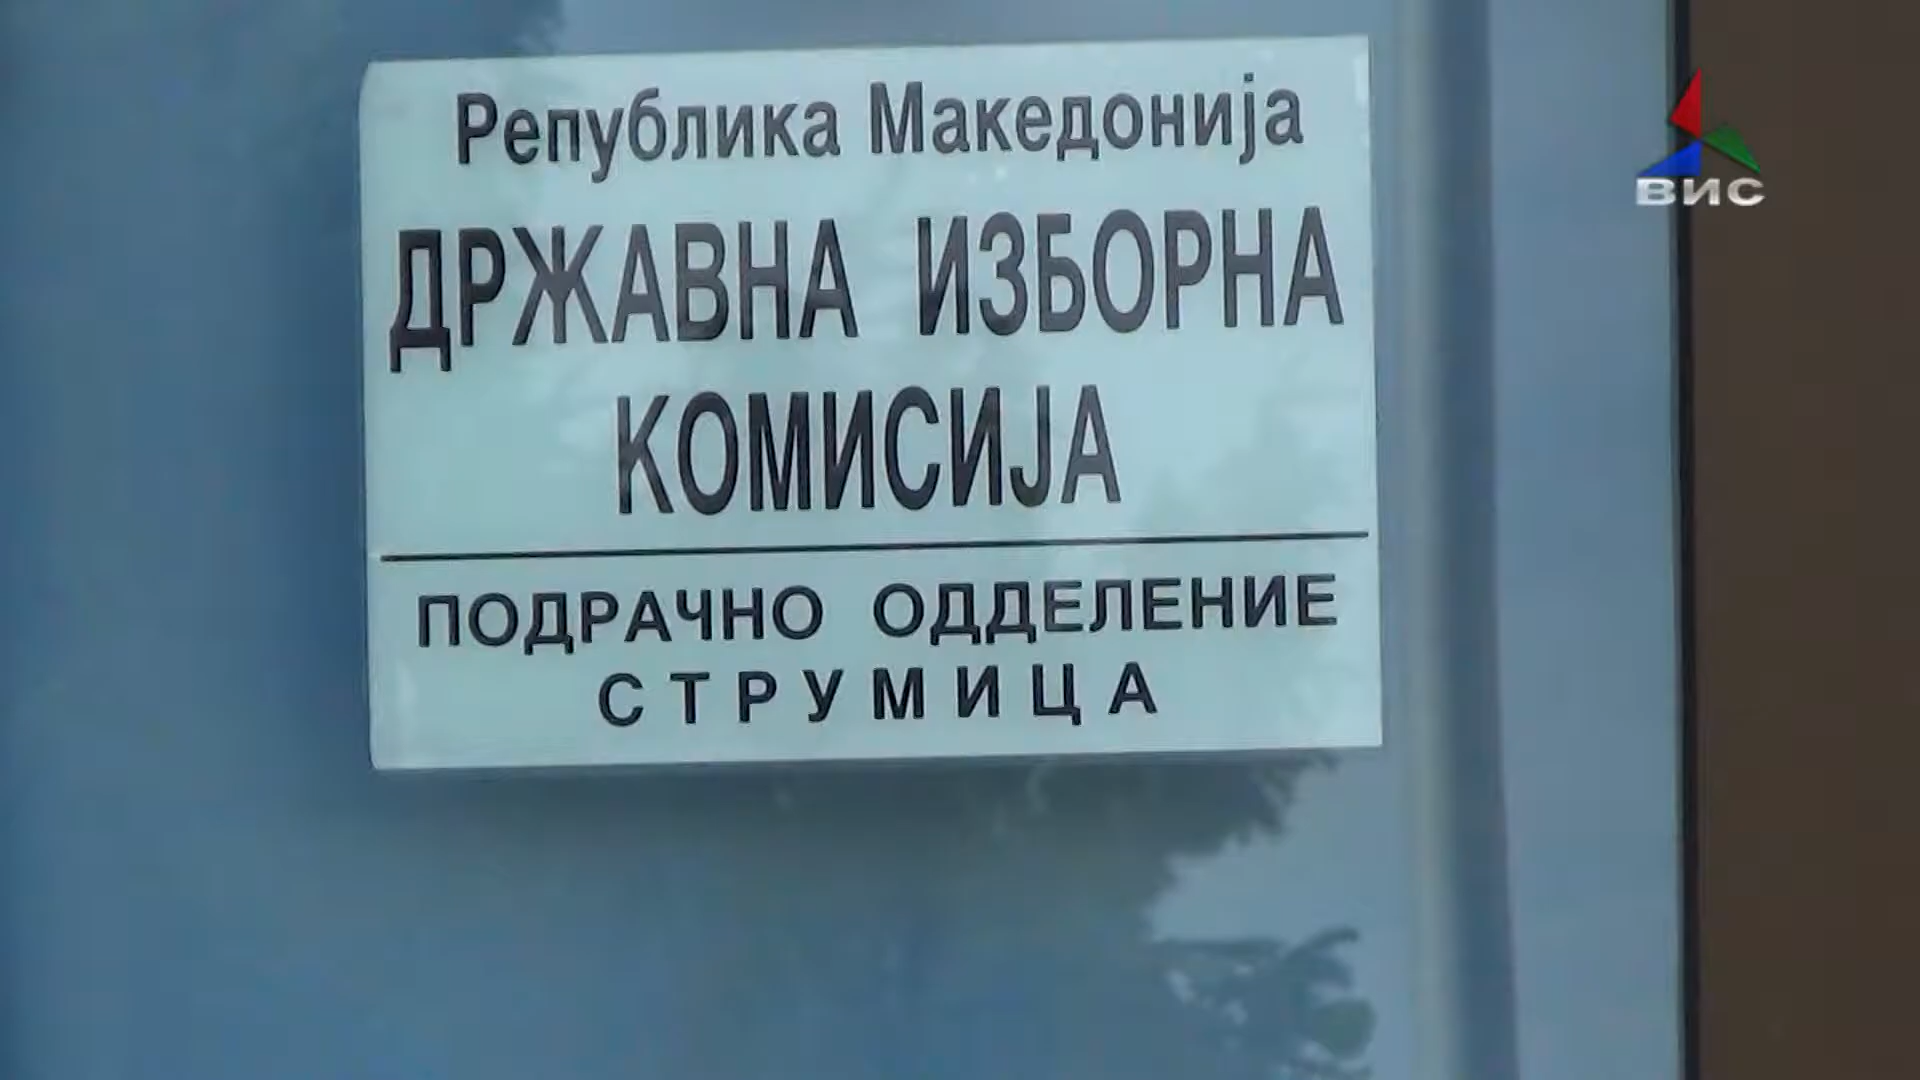 Република Македонија
ДРЖАВНА ИЗБОРНА
КОМИСИЈА
ПОДРАЧНО ОДДЕЛЕНИЕ
СТРУМИЦА
ВИС